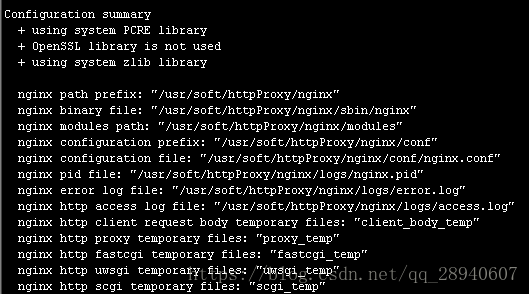 Configuration summary
+ using system PCRE library
+ OpenSSL library is not used
+ using system zlib library
nginx path prefix: "/usr/soft/httpProxy/nginx"
nginx binary file: "/usr/soft/httpProxy/nginx/sbin/nginx"
nginx modules path: "/usr/soft/httpProxy/nginx/modules"
nginx configuration prefix: "/usr/soft/httpProxy/nginx/conf"
nginx configuration file: "/usr/soft/httpProxy/nginx/conf/nginx.conf"
nginx pid file: "/usr/soft/httpProxy/nginx/logs/nginx.pid"
nginx error log file: "/usr/soft/httpProxy/nginx/logs/error.log"
nginx http access log file: "/usr/soft/httpProxy/nginx/logs/access.log"
nginx http client request body temporary files: "client_body_temp"
nginx http proxy temporary files: "proxy_temp"
nginx http fastcgi temporary files: "fastcgi_temp"
nginx http uwsgi temporary files: "uwsgi_temp"
nginx http scgi temporary files: "scgi_temp"
https://blog.csdn.net/qq_28940607